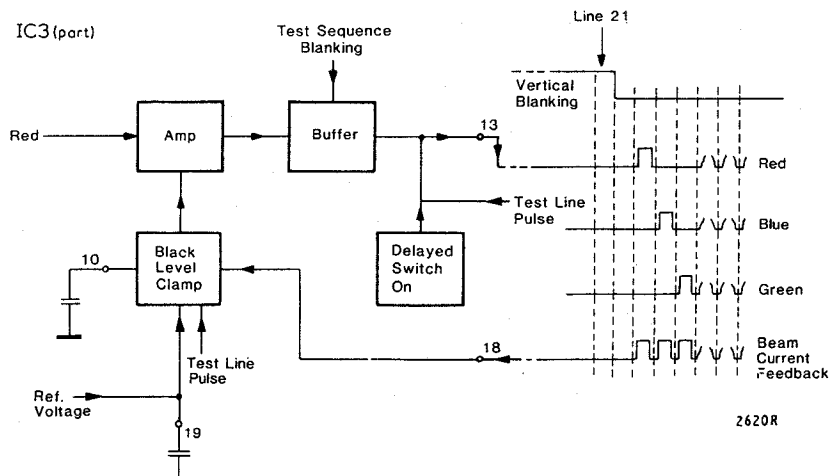 IC3 (part)
Test Sequence
Blanking
Line 21
Vertical
Blanking
Red
Amp
Buffer
13
Red
Test Line
Pulse
Blue
10
Black
Level
Clamp
Delayed
Switch
On
Green
Test Line
Pulse
18
Beam
Current
Feedback
Ref.
Voltage
19
2620R